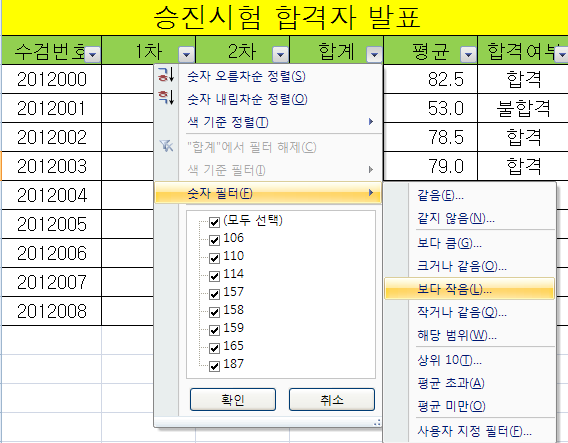 승진시험 합격자 발표
수검번호 1차 2차 합계 평균 합격여부
2012000 82.5 합격
2012001 53.0 불합격
2012002 78.5 합격
2012003 79.0 합격
2012004
2012005
2012006
2012007
2012008
숫자 오름차순 정렬(S)
숫자 내림차순 정렬(O)
색 기준 정렬(T)
"합계"에서 필터 해제(C)
색 기준 필터(I)
숫자 필터(F)
(모두 선택)
106
110
114
157
158
159
165
187
확인 취소
같음(E)...
같지 않음(N)...
보다 큼(G)...
크거나 같음(O)...
보다 작음(L)...
작거나 같음(Q)...
해당 범위(W)...
상위 10(T)...
평균 초과(A)
평균 미만(O)
사용자 지정 필터(F)...